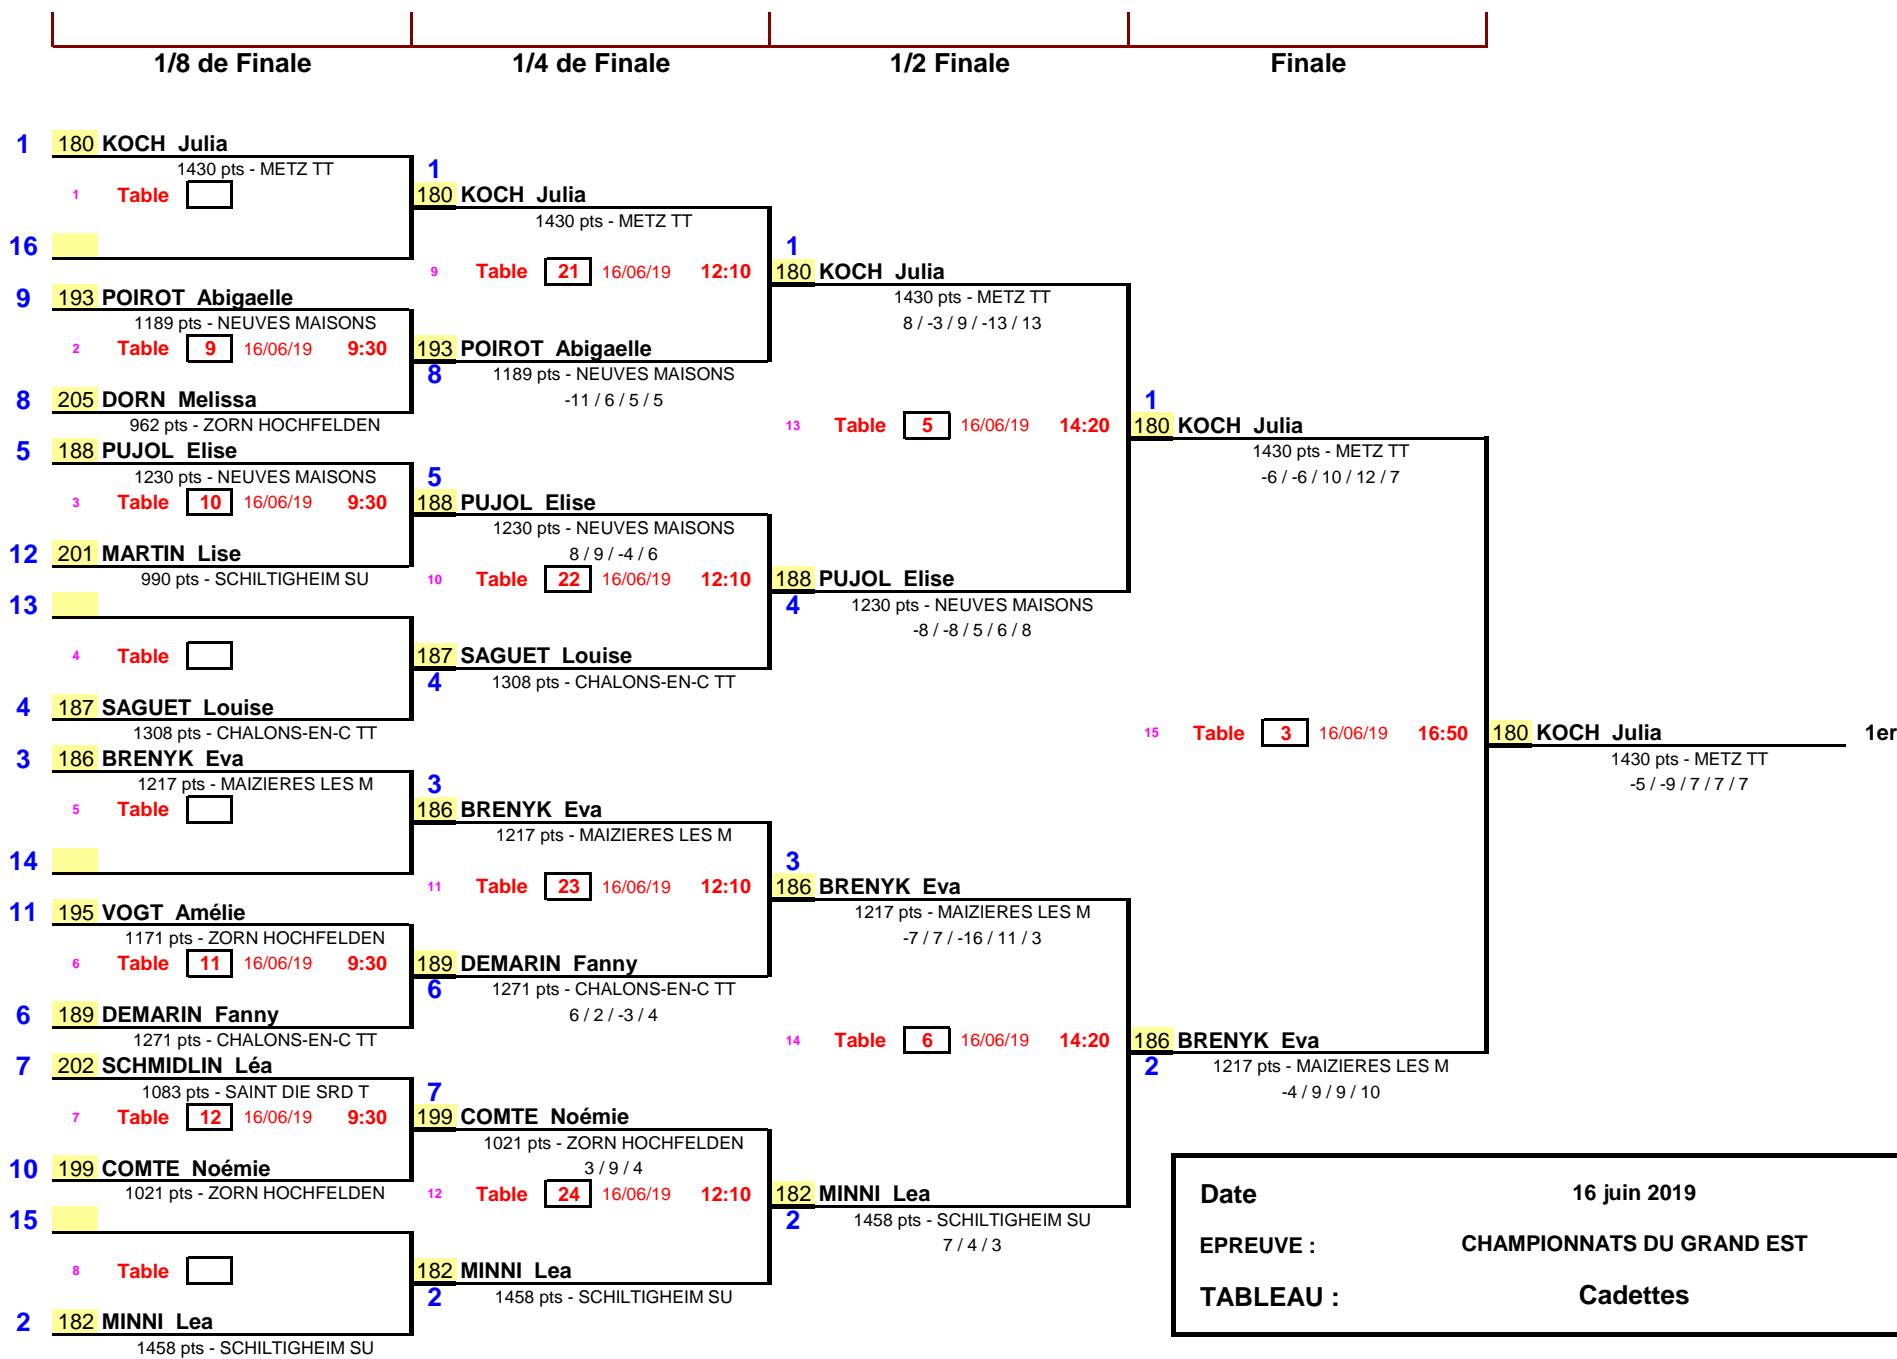 1/8 de Finale 1/4 de Finale 1/2 Finale Finale
1 180 KOCH Julia
1430 pts - METZ TT
1 Table
16
9 193 POIROT Abigaelle
1189 pts - NEUVES MAISONS
2 Table 9 16/06/19 9:30
8 205 DORN Melissa
962 pts - ZORN HOCHFELDEN
5 188 PUJOL Elise
1230 pts - NEUVES MAISONS
3 Table 10 16/06/19 9:30
12 201 MARTIN Lise
990 pts - SCHILTIGHEIM SU
13
4 Table
4 187 SAGUET Louise
1308 pts - CHALONS-EN-C TT
3 186 BRENYK Eva
1217 pts - MAIZIERES LES M
5 Table
14
11 195 VOGT Amélie
1171 pts - ZORN HOCHFELDEN
6 Table 11 16/06/19 9:30
6 189 DEMARIN Fanny
1271 pts - CHALONS-EN-C TT
7 202 SCHMIDLIN Léa
1083 pts - SAINT DIE SRD T
7 Table 12 16/06/19 9:30
10 199 COMTE Noémie
1021 pts - ZORN HOCHFELDEN
15
8 Table
2 182 MINNI Lea
1458 pts - SCHILTIGHEIM SU
1
180 KOCH Julia
1430 pts - METZ TT
9 Table 21 16/06/19 12:10
193 POIROT Abigaelle
8 1189 pts - NEUVES MAISONS
-11 / 6 / 5 / 5
5
188 PUJOL Elise
1230 pts - NEUVES MAISONS
8 / 9 / -4 / 6
10 Table 22 16/06/19 12:10
187 SAGUET Louise
4 1308 pts - CHALONS-EN-C TT
3
186 BRENYK Eva
1217 pts - MAIZIERES LES M
11 Table 23 16/06/19 12:10
189 DEMARIN Fanny
6 1271 pts - CHALONS-EN-C TT
6 / 2 / -3 / 4
7
199 COMTE Noémie
1021 pts - ZORN HOCHFELDEN
3 / 9 / 4
12 Table 24 16/06/19 12:10
182 MINNI Lea
2 1458 pts - SCHILTIGHEIM SU
1
180 KOCH Julia
1430 pts - METZ TT
8 / -3 / 9 / -13 / 13
13 Table 5 16/06/19 14:20
188 PUJOL Elise
4 1230 pts - NEUVES MAISONS
-8 / -8 / 5 / 6 / 8
3
186 BRENYK Eva
1217 pts - MAIZIERES LES M
-7 / 7 / -16 / 11 / 3
14 Table 6 16/06/19 14:20
182 MINNI Lea
2 1458 pts - SCHILTIGHEIM SU
7 / 4 / 3
1
180 KOCH Julia
1430 pts - METZ TT
-6 / -6 / 10 / 12 / 7
15 Table 3 16/06/19 16:50
186 BRENYK Eva
2 1217 pts - MAIZIERES LES M
-4 / 9 / 9 / 10
180 KOCH Julia 1er
1430 pts - METZ TT
-5 / -9 / 7 / 7 / 7
Date 16 juin 2019
EPREUVE : CHAMPIONNATS DU GRAND EST
TABLEAU : Cadettes